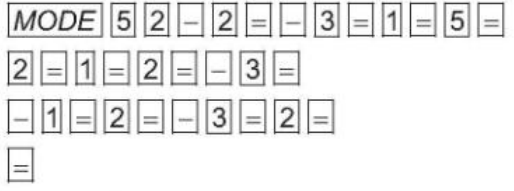 MODE 5 2 − 2 = − 3 = 1 = 5 =
2 = 1 = 2 = − 3 =
− 1 = 2 = − 3 = 2 =
=